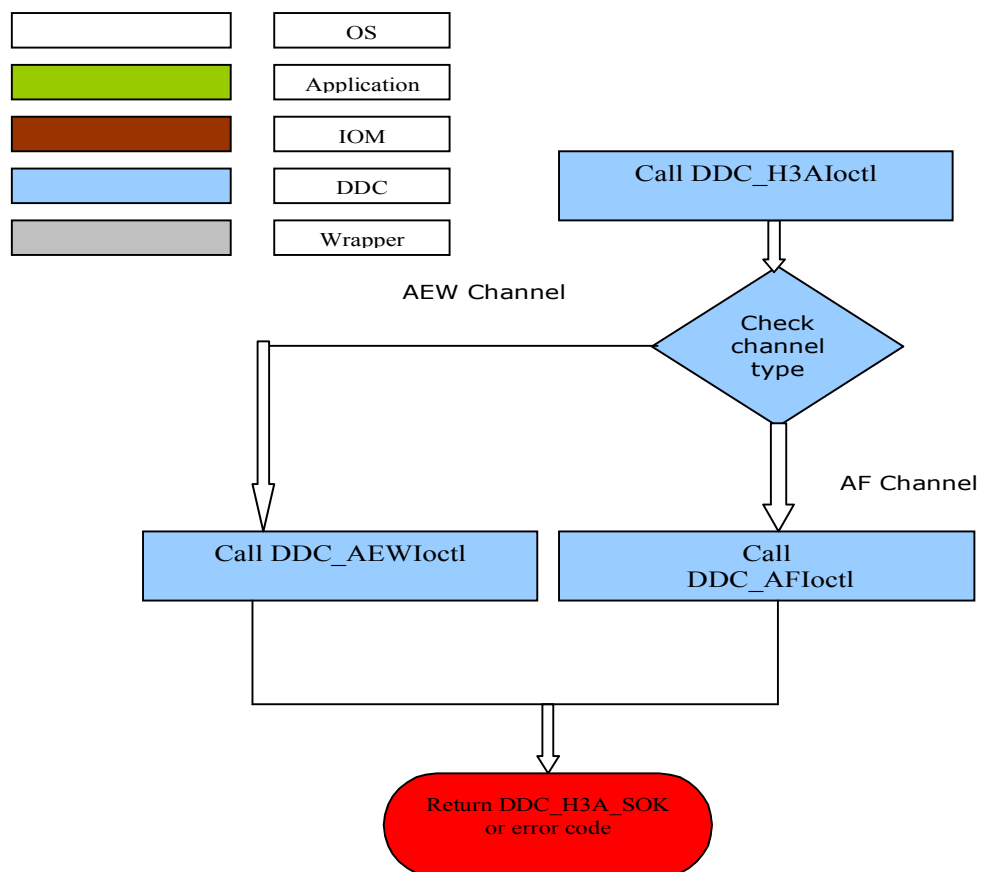 OS
Application
IOM
DDC
Wrapper
Call DDC_H3AIoctl
AEW Channel
Check
channel
type
AF Channel
Call DDC_AEWIoctl
Call
DDC_AFIoctl
Return DDC_H3A_SOK
or error code